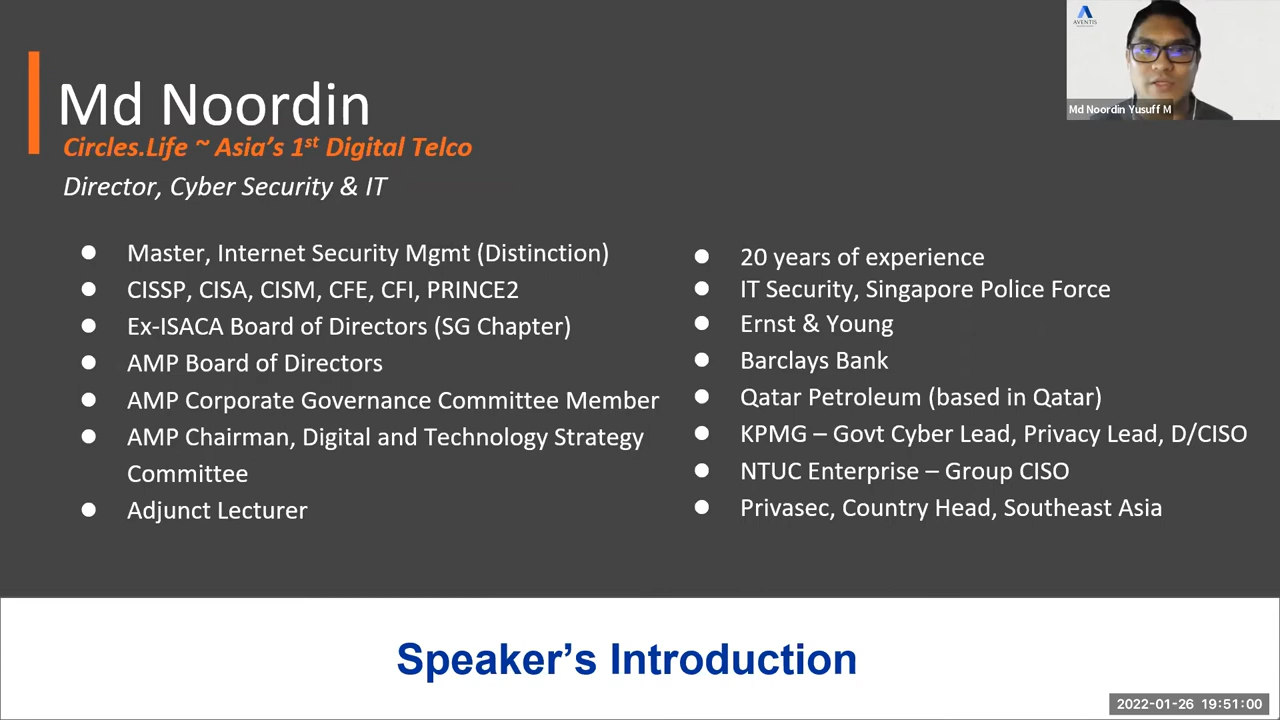 AVENTIS
Md Noordin Yusuff M
Md Noordin
Circles.Life ~ Asia's 1st Digital Telco
Director, Cyber Security & IT
● Master, Internet Security Mgmt (Distinction)
● CISSP, CISA, CISM, CFE, CFI, PRINCE2
● Ex-ISACA Board of Directors (SG Chapter)
● AMP Board of Directors
● AMP Corporate Governance Committee Member
● AMP Chairman, Digital and Technology Strategy
Committee
● Adjunct Lecturer
● 20 years of experience
● IT Security, Singapore Police Force
● Ernst & Young
● Barclays Bank
● Qatar Petroleum (based in Qatar)
● KPMG – Govt Cyber Lead, Privacy Lead, D/CISO
● NTUC Enterprise – Group CISO
● Privasec, Country Head, Southeast Asia
Speaker's Introduction
2022-01-26 19:51:00